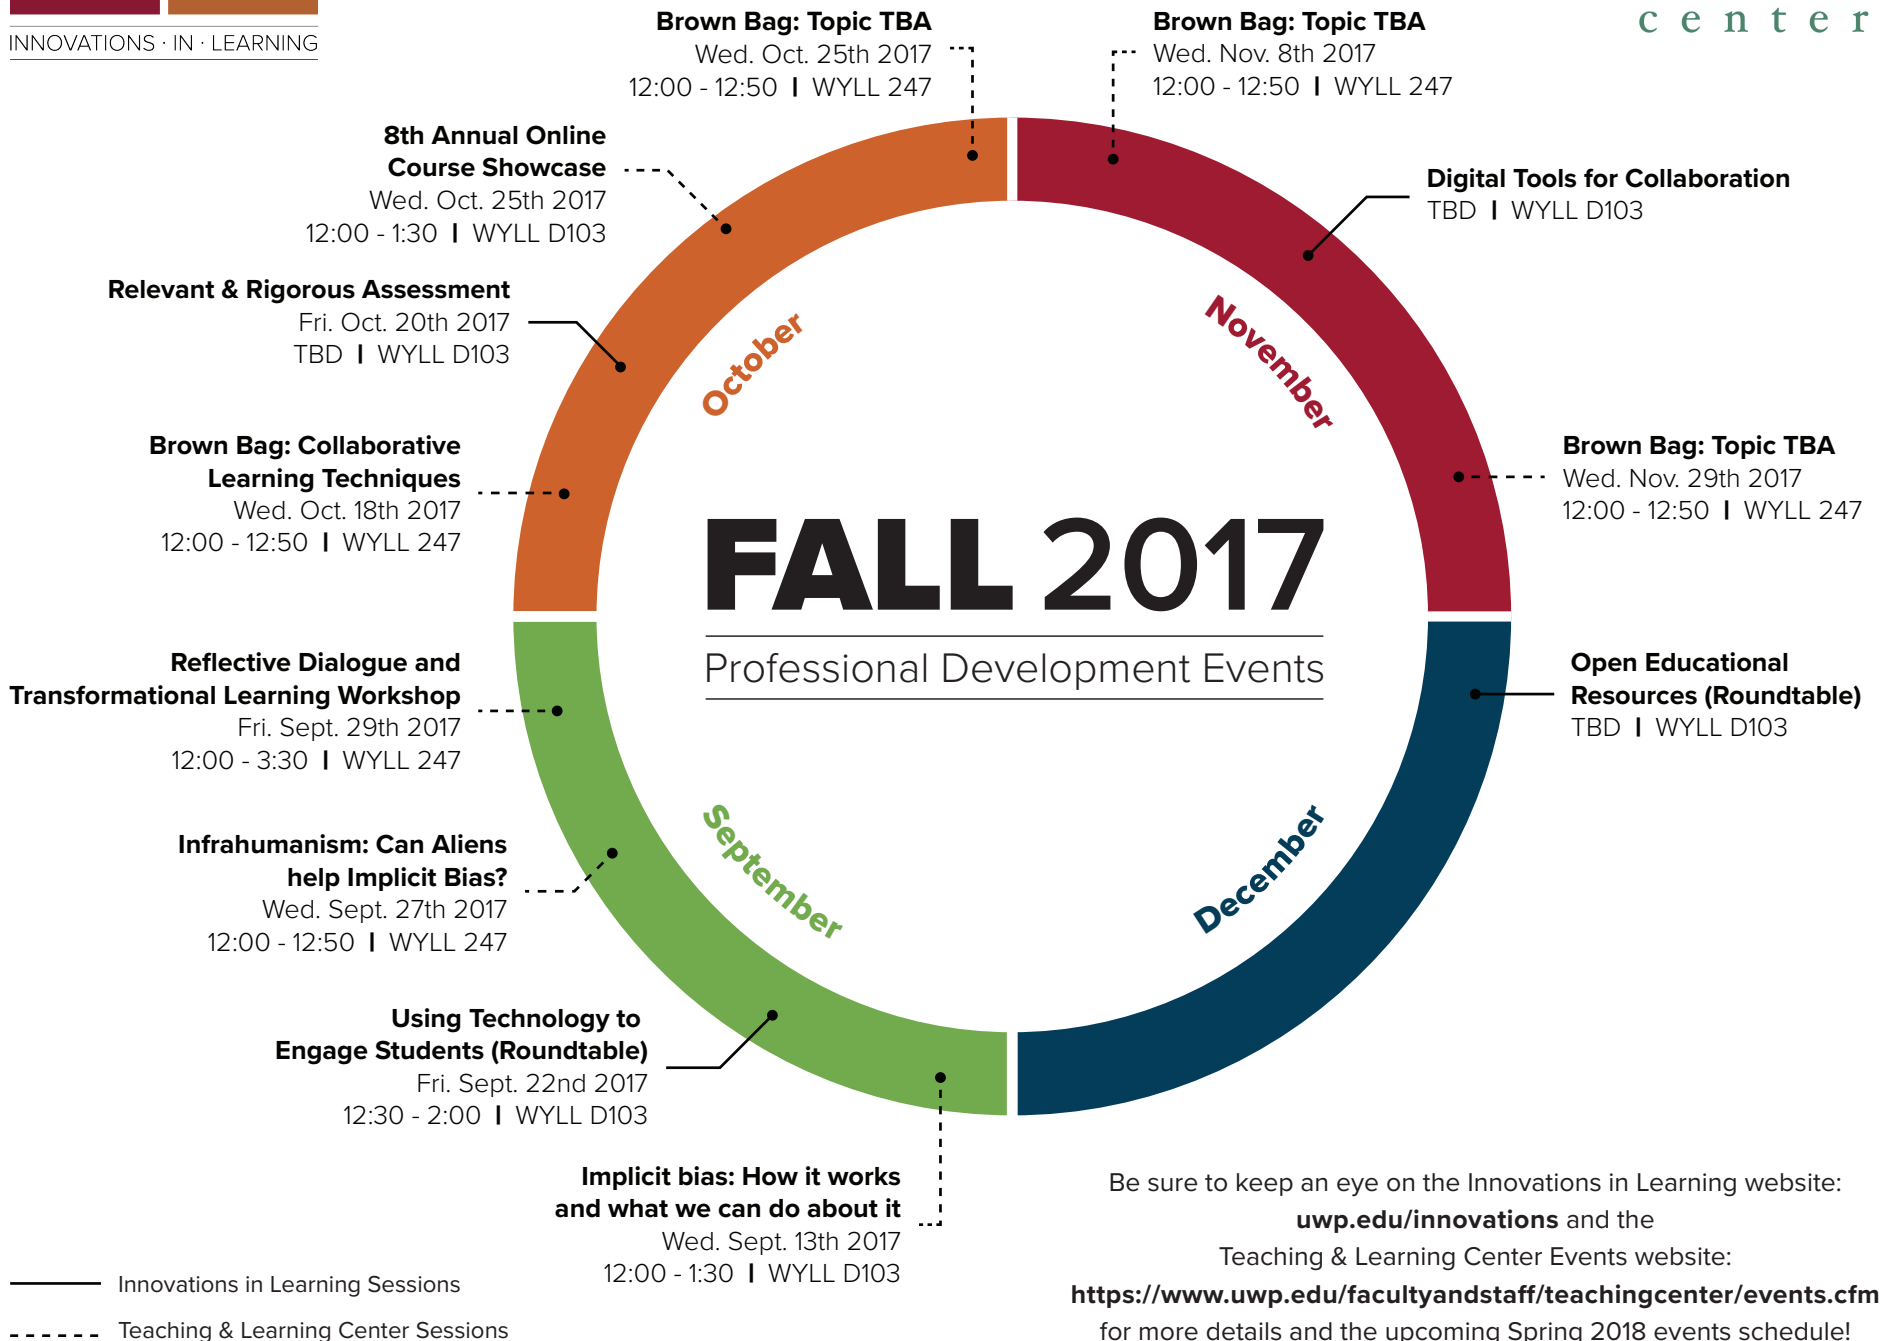 INNOVATIONS · IN · LEARNING
center
Brown Bag: Topic TBA
Wed. Oct. 25th 2017
12:00 - 12:50 I WYLL 247
Brown Bag: Topic TBA
Wed. Nov. 8th 2017
12:00 - 12:50 I WYLL 247
8th Annual Online
Course Showcase
Wed. Oct. 25th 2017
12:00 - 1:30 I WYLL D103
Digital Tools for Collaboration
TBD I WYLL D103
Relevant & Rigorous Assessment
Fri. Oct. 20th 2017
TBD I WYLL D103
October
November
Brown Bag: Collaborative
Learning Techniques
Wed. Oct. 18th 2017
12:00 - 12:50 I WYLL 247
Brown Bag: Topic TBA
Wed. Nov. 29th 2017
12:00 - 12:50 I WYLL 247
FALL 2017
Professional Development Events
Reflective Dialogue and
Transformational Learning Workshop
Fri. Sept. 29th 2017
12:00 - 3:30 I WYLL 247
Open Educational
Resources (Roundtable)
TBD I WYLL D103
September
December
Infrahumanism: Can Aliens
help Implicit Bias?
Wed. Sept. 27th 2017
12:00 - 12:50 I WYLL 247
Using Technology to
Engage Students (Roundtable)
Fri. Sept. 22nd 2017
12:30 - 2:00 I WYLL D103
Implicit bias: How it works
and what we can do about it
Wed. Sept. 13th 2017
12:00 - 1:30 I WYLL D103
Innovations in Learning Sessions
Teaching & Learning Center Sessions
Be sure to keep an eye on the Innovations in Learning website:
uwp.edu/innovations and the
Teaching & Learning Center Events website:
https://www.uwp.edu/facultyandstaff/teachingcenter/events.cfm
for more details and the upcoming Spring 2018 events schedule!